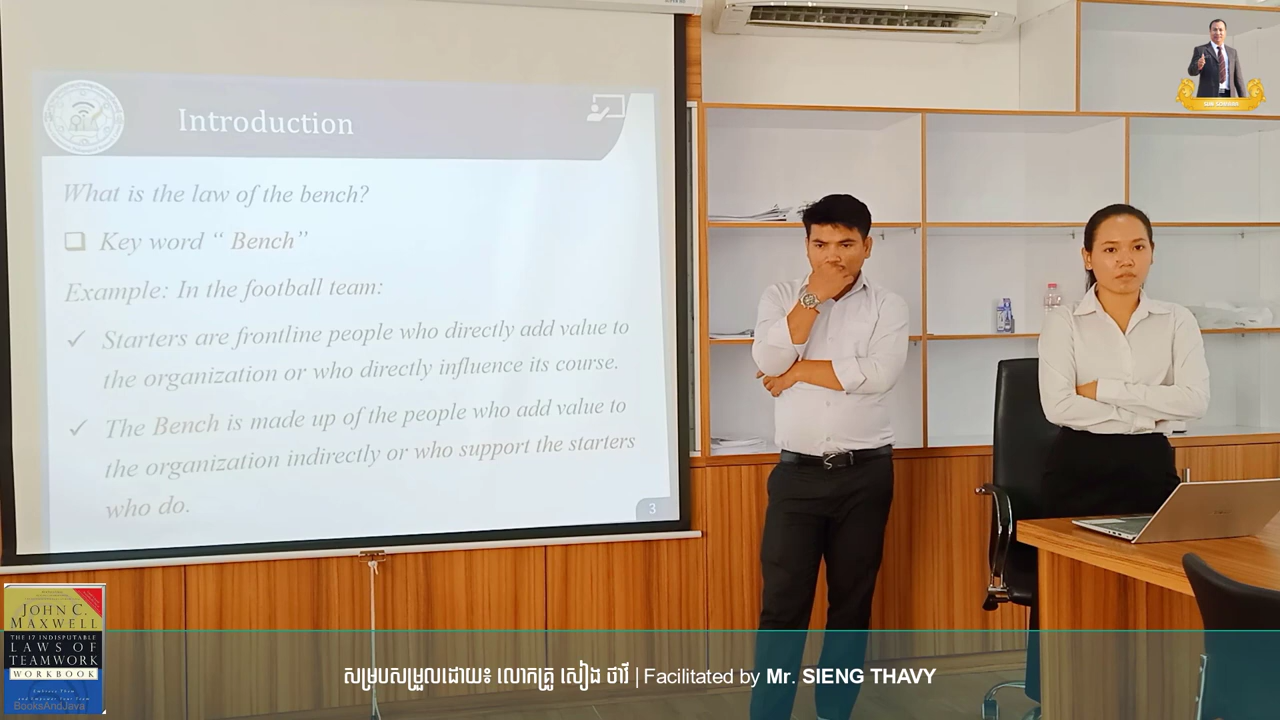 Introduction
What is the law of the bench?
Key word “ Bench”
Example: In the football team:
Starters are frontline people who directly add value to
the organization or who directly influence its course.
The Bench is made up of the people who add value to
the organization indirectly or who support the starters
who do.
3
JOHN C.
MAXWELL
THE 17 INDISPUTABLE
LAWS OF
TEAMWORK
WORKBOOK
BooksAndJava
សម្របសម្រួលដោយ៖ លោកគ្រូ សៀង ថាវី | Facilitated by Mr. SIENG THAVY